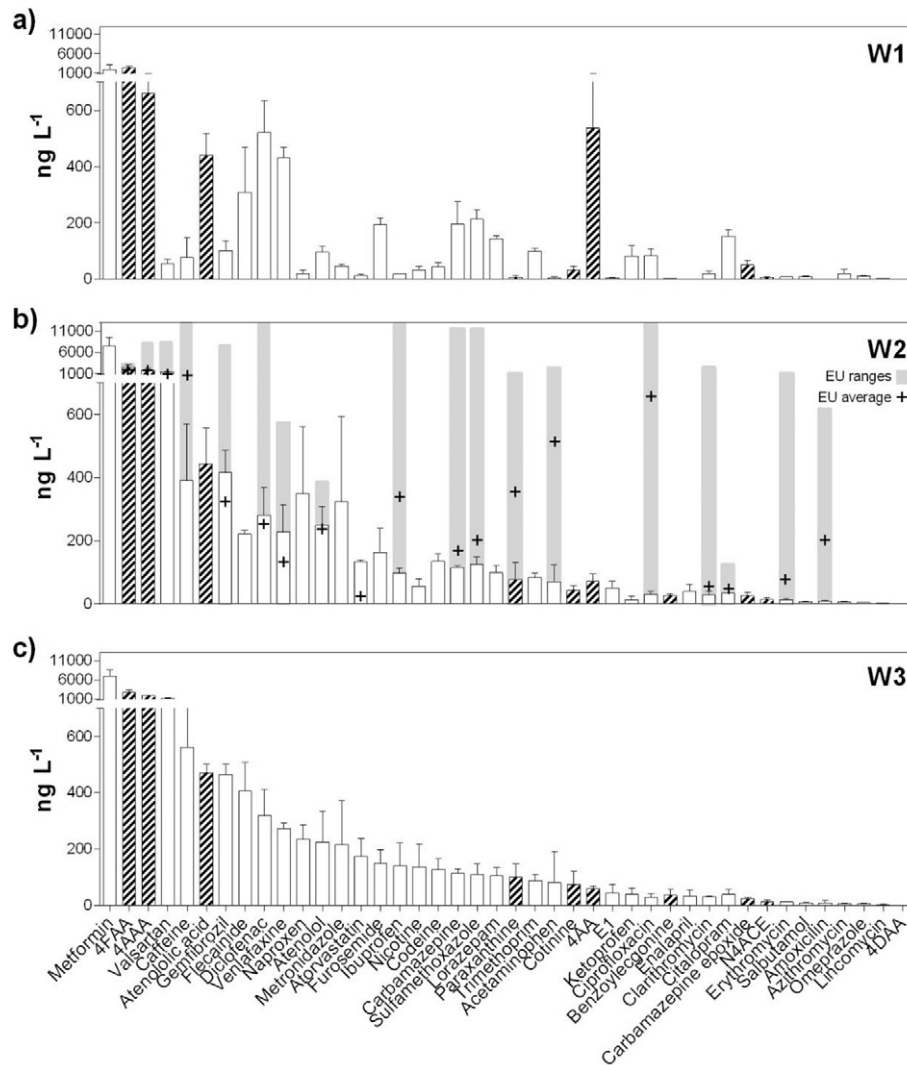 a)
W1
11000
6000
1000
600
400
200
0
ng L⁻¹
b)
W2
11000
6000
1000
600
400
200
0
ng L⁻¹
EU ranges
EU average
c)
W3
11000
6000
1000
600
400
200
0
ng L⁻¹
Metformin
4FAA
4AAA
Valsartan
Caffeine
Atenololic acid
Gemfibrozil
Flecainide
Diclofenac
Venlafaxine
Naproxen
Atenolol
Metronidazole
Atorvastatin
Furosemide
Ibuprofen
Nicotine
Codeine
Carbamazepine
Sulfamethoxazole
Lorazepam
Paraxanthine
Trimethoprim
Acetaminophen
Cotinine
4AA
E1
Ketoprofen
Ciprofloxacin
Benzoylecgonine
Enalapril
Clarithromycin
Citalopram
Carbamazepine epoxide
N4ACE
Erythromycin
Salbutamol
Amoxicilin
Azithromycin
Omeprazole
Lincomycin
4DAA